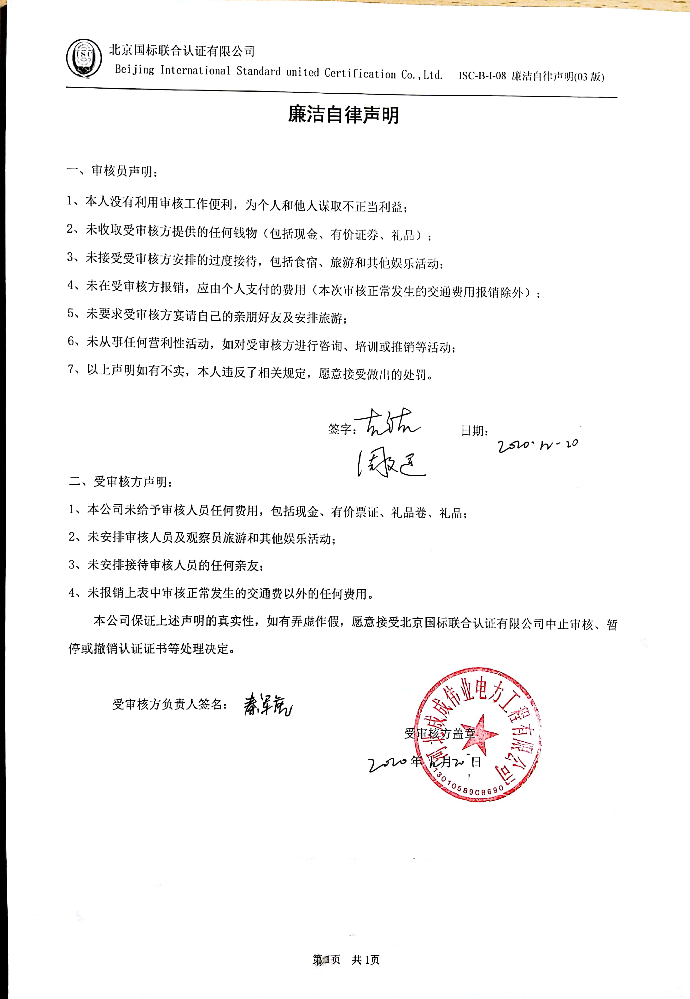 ISC
北京国标联合认证有限公司
Beijing International Standard united Certification Co.,Ltd. ISC-B-I-08 廉洁自律声明(03 版)
廉洁自律声明
一、审核员声明：
1、本人没有利用审核工作便利，为个人和他人谋取不正当利益；
2、未收取受审核方提供的任何钱物（包括现金、有价证券、礼品）；
3、未接受受审核方安排的过度接待，包括食宿、旅游和其他娱乐活动；
4、未在受审核方报销，应由个人支付的费用（本次审核正常发生的交通费用报销除外）；
5、未要求受审核方宴请自己的亲朋好友及安排旅游；
6、未从事任何营利性活动，如对受审核方进行咨询、培训或推销等活动；
7、以上声明如有不实，本人违反了相关规定，愿意接受做出的处罚。
签字： 日期：
2020.12-20
二、受审核方声明：
1、本公司未给予审核人员任何费用，包括现金、有价票证、礼品卷、礼品；
2、未安排审核人员及观察员旅游和其他娱乐活动；
3、未安排接待审核人员的任何亲友；
4、未报销上表中审核正常发生的交通费以外的任何费用。
本公司保证上述声明的真实性，如有弄虚作假，愿意接受北京国标联合认证有限公司中止审核、暂
停或撤销认证证书等处理决定。
受审核方负责人签名：
受审核方盖章
2020年12月20日
河北成成伟业电力工程有限公司
1301058908690
第1页 共1页